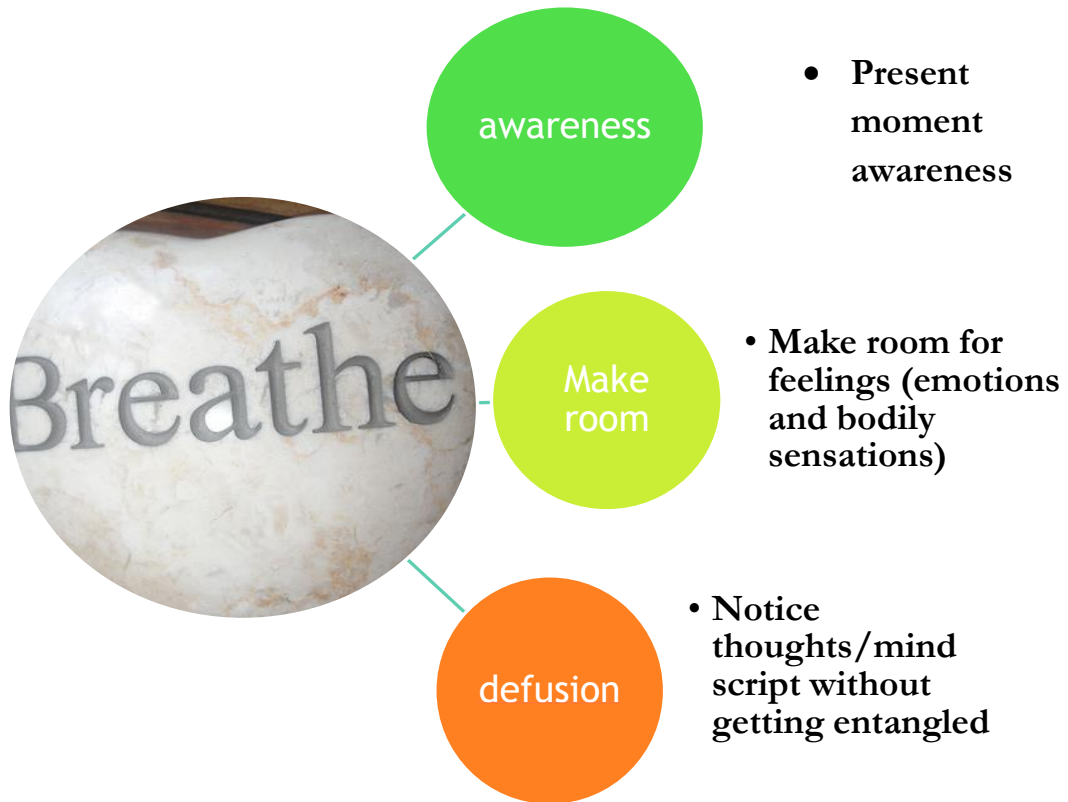 awareness
• Present
moment
awareness
Breathe
Make
room
• Make room for
feelings (emotions
and bodily
sensations)
defusion
• Notice
thoughts/mind
script without
getting entangled